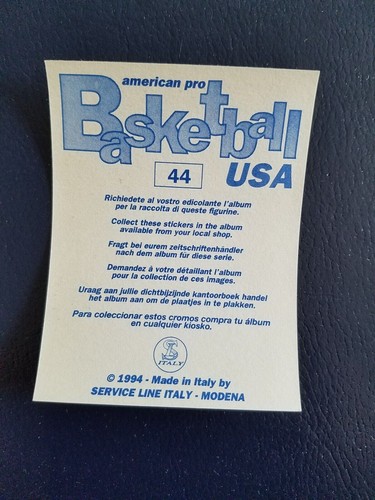 american pro
Basketball
USA
44
Richiedete al vostro edicolante l'album
per la raccolta di queste figurine.
Collect these stickers in the album
available from your local shop.
Fragt bei eurem zeitschriftenhändler
nach dem album für diese serie.
Demandez à votre détaillant l'album
pour la collection de ces images.
Uraag aan jullie dichtbijzijnde kantoorboek handel
het album aan om de plaatjes in te plakken.
Para coleccionar estos cromos compra tu álbum
en cualquier kiosko.
ITALY
© 1994 - Made in Italy by
SERVICE LINE ITALY - MODENA